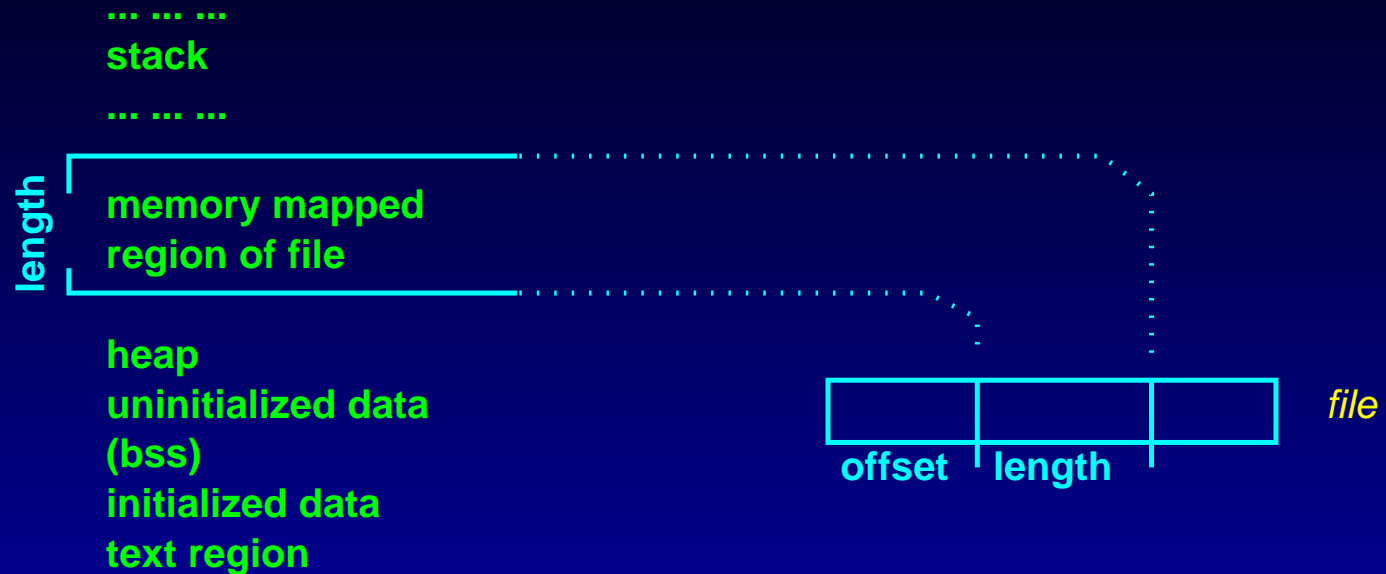 ... ... ...
stack
... ... ...
length
memory mapped
region of file
heap
uninitialized data
(bss)
initialized data
text region
file
offset length